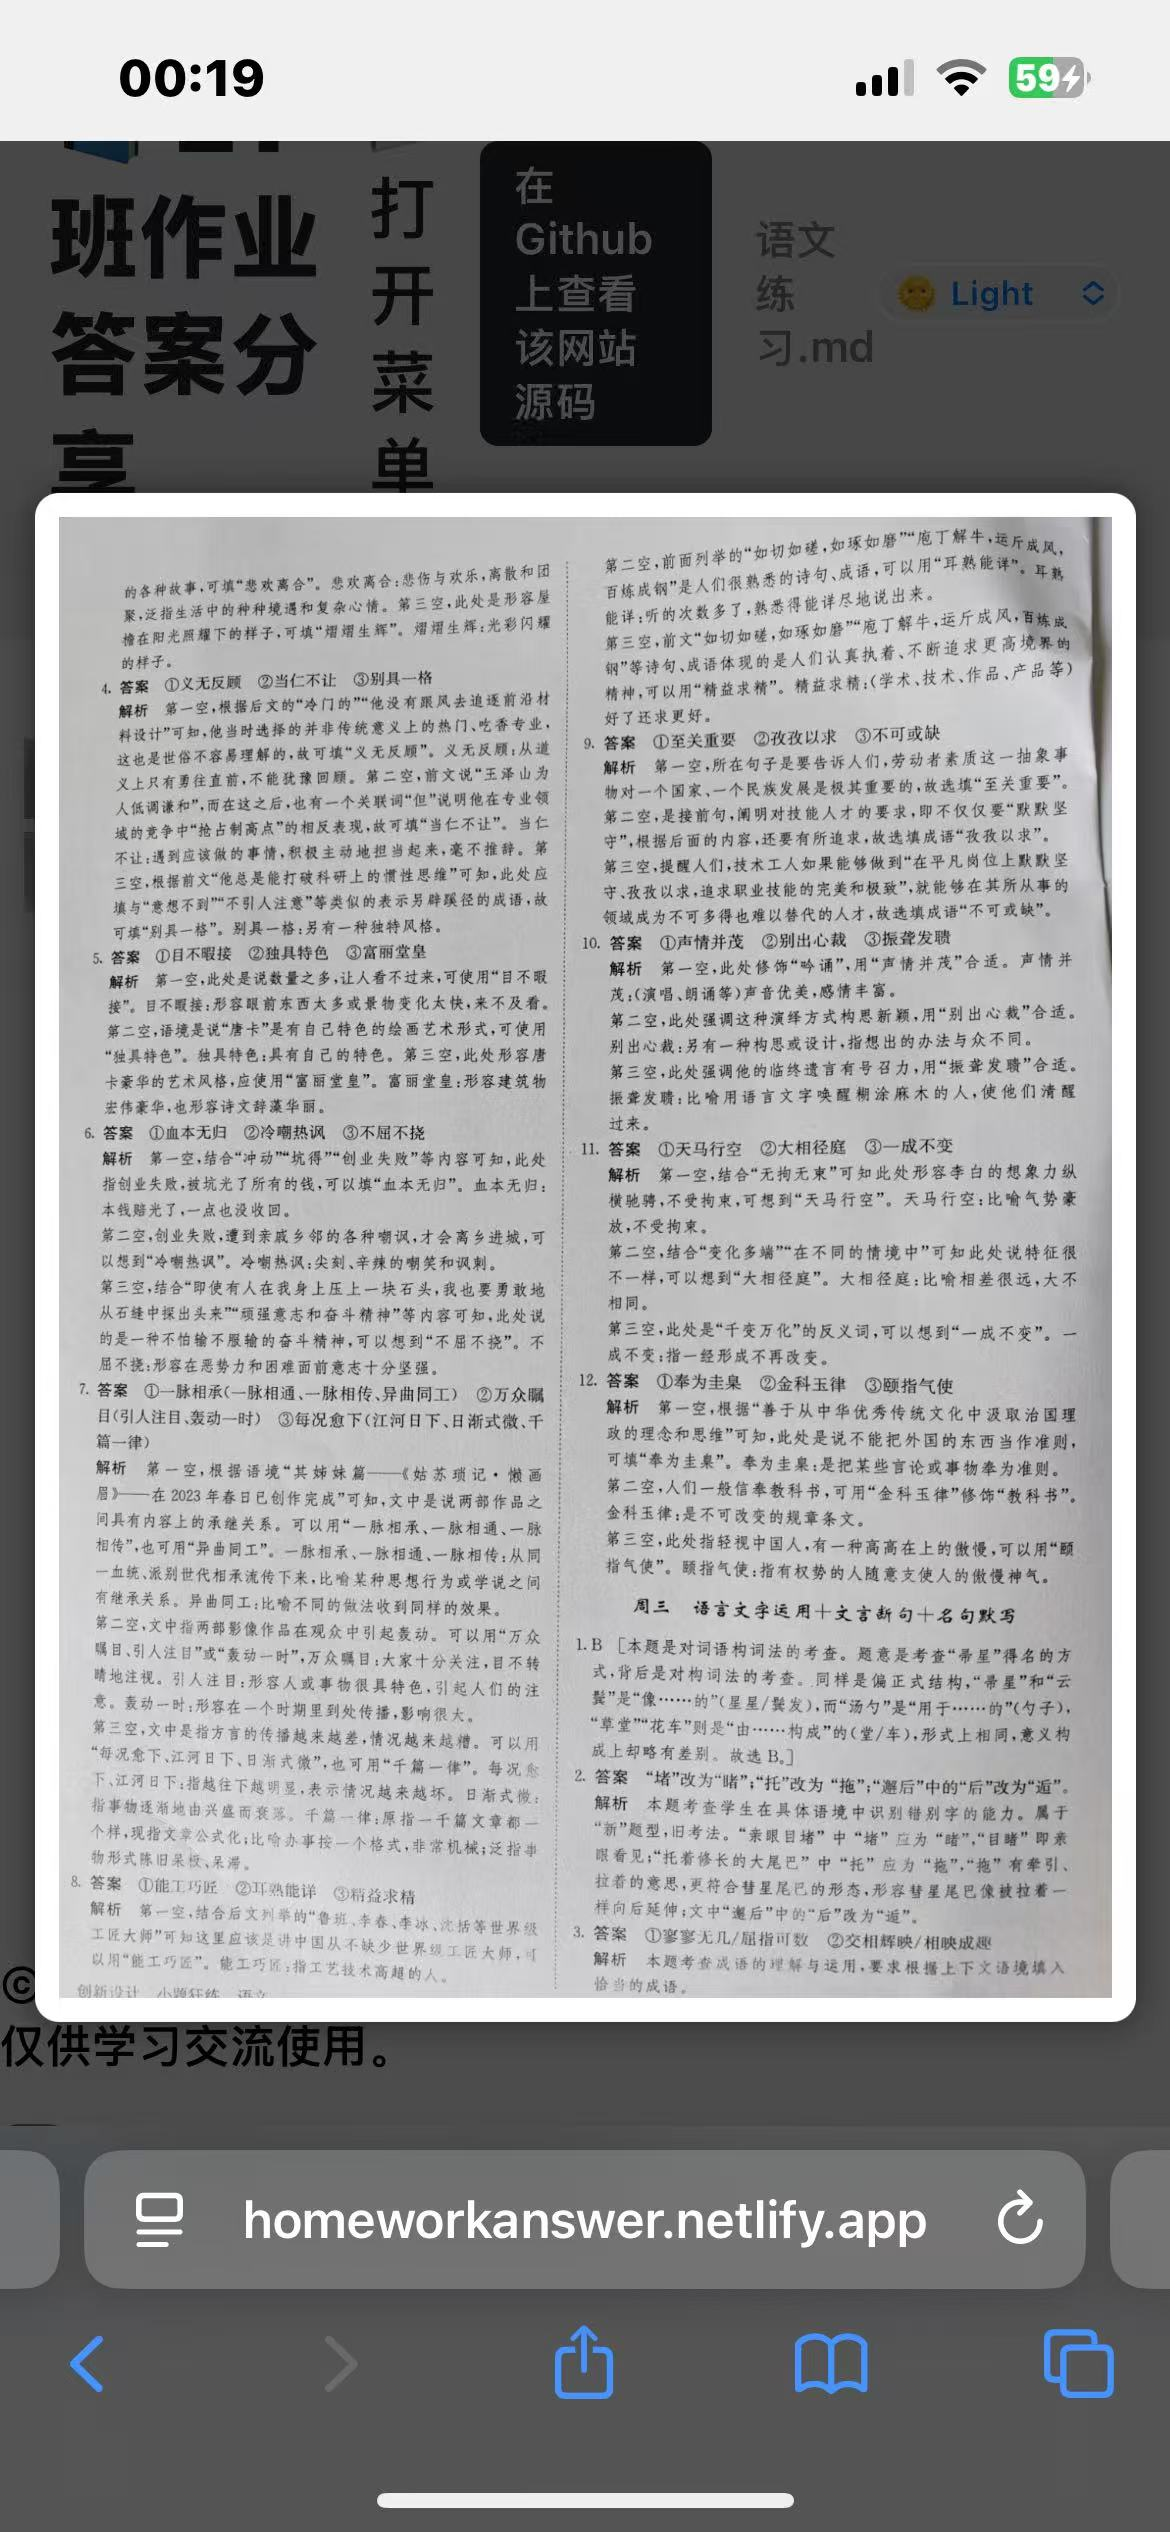 00:19
59
班作业
答案分
享
打
开
菜
单
在
Github
上查看
该网站
源码
语文
练
习.md
Light
的各种故事,可填“悲欢离合”。悲欢离合:悲伤与欢乐,离散和团
聚,泛指生活中的种种境遇和复杂心情。第三空,此处是形容屋
檐在阳光照耀下的样子,可填“熠熠生辉”。熠熠生辉:光彩闪耀
的样子。
4. 答案 ①义无反顾 ②当仁不让 ③别具一格
解析 第一空,根据后文的“冷门的”“他没有跟风去追逐前沿材
料设计”可知,他当时选择的并非传统意义上的热门、吃香专业,
这也是世俗不容易理解的,故可填“义无反顾”。义无反顾:从道
义上只有勇往直前,不能犹豫回顾。第二空,前文说“王泽山为
人低调谦和”,而在这之后,也有一个关联词“但”说明他在专业领
域的竞争中“抢占制高点”的相反表现,故可填“当仁不让”。当仁
不让:遇到应该做的事情,积极主动地担当起来,毫不推辞。第
三空,根据前文“他总是能打破科研上的惯性思维”可知,此处应
填与“意想不到”“不引人注意”等类似的表示另辟蹊径的成语,故
可填“别具一格”。别具一格:另有一种独特风格。
5. 答案 ①目不暇接 ②独具特色 ③富丽堂皇
解析 第一空,此处是说数量之多,让人看不过来,可使用“目不暇
接”。目不暇接:形容眼前东西太多或景物变化太快,来不及看。
第二空,语境是说“唐卡”是有自己特色的绘画艺术形式,可使用
“独具特色”。独具特色:具有自己的特色。第三空,此处形容唐
卡豪华的艺术风格,应使用“富丽堂皇”。富丽堂皇:形容建筑物
宏伟豪华,也形容诗文辞藻华丽。
6. 答案 ①血本无归 ②冷嘲热讽 ③不屈不挠
解析 第一空,结合“冲动”“坑得”“创业失败”等内容可知,此处
指创业失败,被坑光了所有的钱,可以填“血本无归”。血本无归:
本钱赔光了,一点也没收回。
第二空,创业失败,遭到亲戚乡邻的各种嘲讽,才会离乡进城,可
以想到“冷嘲热讽”。冷嘲热讽:尖刻、辛辣的嘲笑和讽刺。
第三空,结合“即使有人在我身上压上一块石头,我也要勇敢地
从石缝中探出头来”“顽强意志和奋斗精神”等内容可知,此处说
的是一种不怕输不服输的奋斗精神,可以想到“不屈不挠”。不
屈不挠:形容在恶势力和困难面前意志十分坚强。
7. 答案 ①一脉相承(一脉相通、一脉相传、异曲同工) ②万众瞩
目(引人注目、轰动一时) ③每况愈下(江河日下、日渐式微、千
篇一律)
解析 第一空,根据语境“其姊妹篇——《姑苏琐记·懒画
眉》——在2023年春日已创作完成”可知,文中是说两部作品之
间具有内容上的承继关系。可以用“一脉相承、一脉相通、一脉
相传”,也可用“异曲同工”。一脉相承、一脉相通、一脉相传:从同
一血统、派别世代相承流传下来,比喻某种思想行为或学说之间
有继承关系。异曲同工:比喻不同的做法收到同样的效果。
第二空,文中指两部影像作品在观众中引起轰动。可以用“万众
瞩目、引人注目”或“轰动一时”,万众瞩目:大家十分关注,目不转
睛地注视。引人注目:形容人或事物很具特色,引起人们的注
意。轰动一时:形容在一个时期里到处传播,影响很大。
第三空,文中是指方言的传播越来越差,情况越来越糟。可以用
“每况愈下、江河日下、日渐式微”,也可用“千篇一律”。每况愈
下、江河日下:指越往下越明显,表示情况越来越坏。日渐式微:
指事物逐渐地由兴盛而衰落。千篇一律:原指一千篇文章都一
个样,现指文章公式化;比喻办事按一个格式,非常机械;泛指事
物形式陈旧呆板、呆滞。
8. 答案 ①能工巧匠 ②耳熟能详 ③精益求精
解析 第一空,结合后文列举的“鲁班、李春、李冰、沈括等世界级
工匠大师”可知这里应该是讲中国从不缺少世界级工匠大师,可
以用“能工巧匠”。能工巧匠:指工艺技术高超的人。
创新设计 小题狂练 语文
第二空,前面列举的“如切如磋,如琢如磨”“庖丁解牛,运斤成风,
百炼成钢”是人们很熟悉的诗句、成语,可以用“耳熟能详”。耳熟
能详:听的次数多了,熟悉得能详尽地说出来。
第三空,前文“如切如磋,如琢如磨”“庖丁解牛,运斤成风,百炼成
钢”等诗句、成语体现的是人们认真执着、不断追求更高境界的
精神,可以用“精益求精”。精益求精:(学术、技术、作品、产品等)
好了还求更好。
9. 答案 ①至关重要 ②孜孜以求 ③不可或缺
解析 第一空,所在句子是要告诉人们,劳动者素质这一抽象事
物对一个国家、一个民族发展是极其重要的,故选填“至关重要”。
第二空,是接前句,阐明对技能人才的要求,即不仅仅要“默默坚
守”,根据后面的内容,还要有所追求,故选填成语“孜孜以求”。
第三空,提醒人们,技术工人如果能够做到“在平凡岗位上默默坚
守、孜孜以求,追求职业技能的完美和极致”,就能够在其所从事的
领域成为不可多得也难以替代的人才,故选填成语“不可或缺”。
10. 答案 ①声情并茂 ②别出心裁 ③振聋发聩
解析 第一空,此处修饰“吟诵”,用“声情并茂”合适。声情并
茂:(演唱、朗诵等)声音优美,感情丰富。
第二空,此处强调这种演绎方式构思新颖,用“别出心裁”合适。
别出心裁:另有一种构思或设计,指想出的办法与众不同。
第三空,此处强调他的临终遗言有号召力,用“振聋发聩”合适。
振聋发聩:比喻用语言文字唤醒糊涂麻木的人,使他们清醒
过来。
11. 答案 ①天马行空 ②大相径庭 ③一成不变
解析 第一空,结合“无拘无束”可知此处形容李白的想象力纵
横驰骋,不受拘束,可想到“天马行空”。天马行空:比喻气势豪
放,不受拘束。
第二空,结合“变化多端”“在不同的情境中”可知此处说特征很
不一样,可以想到“大相径庭”。大相径庭:比喻相差很远,大不
相同。
第三空,此处是“千变万化”的反义词,可以想到“一成不变”。一
成不变:指一经形成不再改变。
12. 答案 ①奉为圭臬 ②金科玉律 ③颐指气使
解析 第一空,根据“善于从中华优秀传统文化中汲取治国理
政的理念和思维”可知,此处是说不能把外国的东西当作准则,
可填“奉为圭臬”。奉为圭臬:是把某些言论或事物奉为准则。
第二空,人们一般信奉教科书,可用“金科玉律”修饰“教科书”。
金科玉律:是不可改变的规章条文。
第三空,此处指轻视中国人,有一种高高在上的傲慢,可以用“颐
指气使”。颐指气使:指有权势的人随意支使人的傲慢神气。
周三 语言文字运用+文言断句+名句默写
1. B [本题是对词语构词法的考查。题意是考查“帚星”得名的方
式,背后是对构词法的考查。同样是偏正式结构,“帚星”和“云
鬓”是“像……的”(星星/鬓发),而“汤勺”是“用于……的”(勺子),
“草堂”“花车”则是“由……构成”的(堂/车),形式上相同,意义构
成上却略有差别。故选B。]
2. 答案 “堵”改为“睹”;“托”改为“拖”;“邂后”中的“后”改为“逅”。
解析 本题考查学生在具体语境中识别错别字的能力。属于
“新”题型,旧考法。“亲眼目堵”中“堵”应为“睹”,“目睹”即亲
眼看见;“托着修长的大尾巴”中“托”应为“拖”,“拖”有牵引、
拉着的意思,更符合彗星尾巴的形态,形容彗星尾巴像被拉着一
样向后延伸;文中“邂后”中的“后”改为“逅”。
3. 答案 ①寥寥无几/屈指可数 ②交相辉映/相映成趣
解析 本题考查成语的理解与运用,要求根据上下文语境填入
恰当的成语。
©
仅供学习交流使用。
homeworkanswer.netlify.app